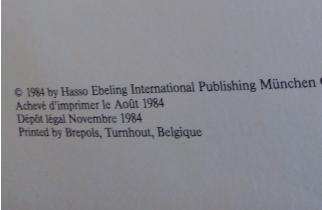 © 1984 by Hasso Ebeling International Publishing München
Achevé d'imprimer le Août 1984
Dépôt légal Novembre 1984
Printed by Brepols, Turnhout, Belgique